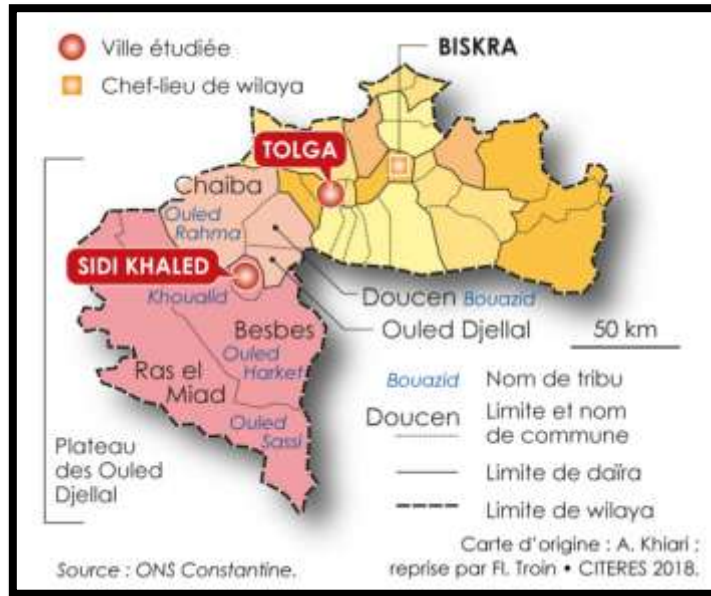 Ville étudiée
Chef-lieu de wilaya
BISKRA
TOLGA
Chaïba
Ouled
Rahma
SIDI KHALED
Khoualid
Doucen Bouazid
Ouled Djellal
50 km
Besbes
Ouled
Harket
Ras el
Miad
Ouled
Sassi
Plateau
des Ouled
Djellal
Bouazid Nom de tribu
Doucen Limite et nom
de commune
Limite de daïra
Limite de wilaya
Source : ONS Constantine.
Carte d'origine : A. Khiari ;
reprise par Fl. Troin • CITERES 2018.